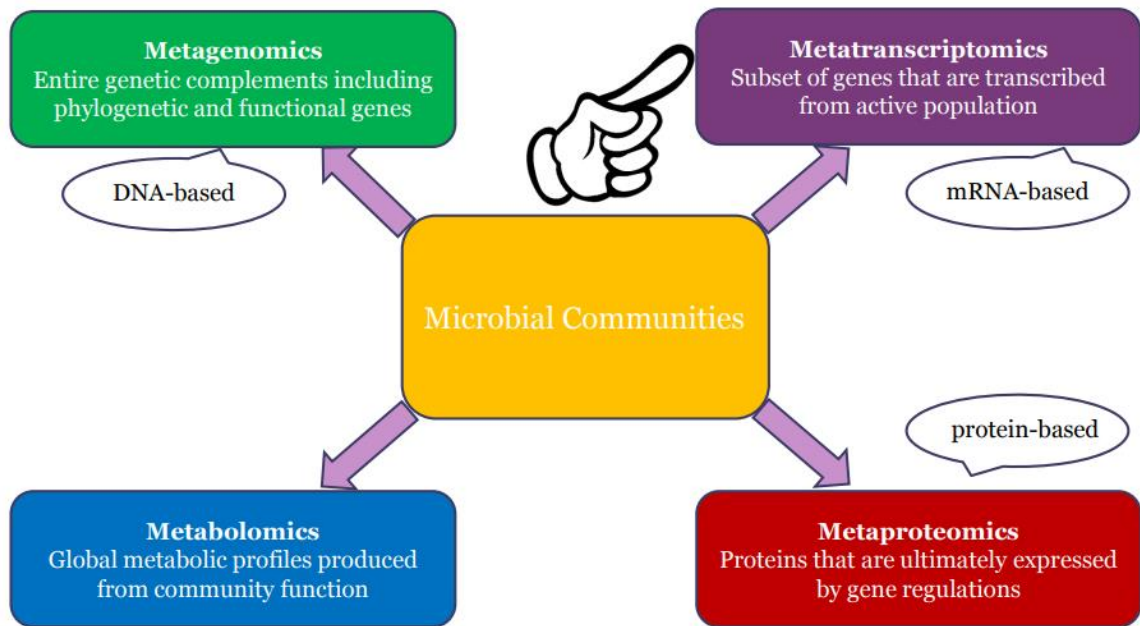 Metagenomics
Entire genetic complements including
phylogenetic and functional genes
DNA-based
Metatranscriptomics
Subset of genes that are transcribed
from active population
mRNA-based
Microbial Communities
protein-based
Metabolomics
Global metabolic profiles produced
from community function
Metaproteomics
Proteins that are ultimately expressed
by gene regulations